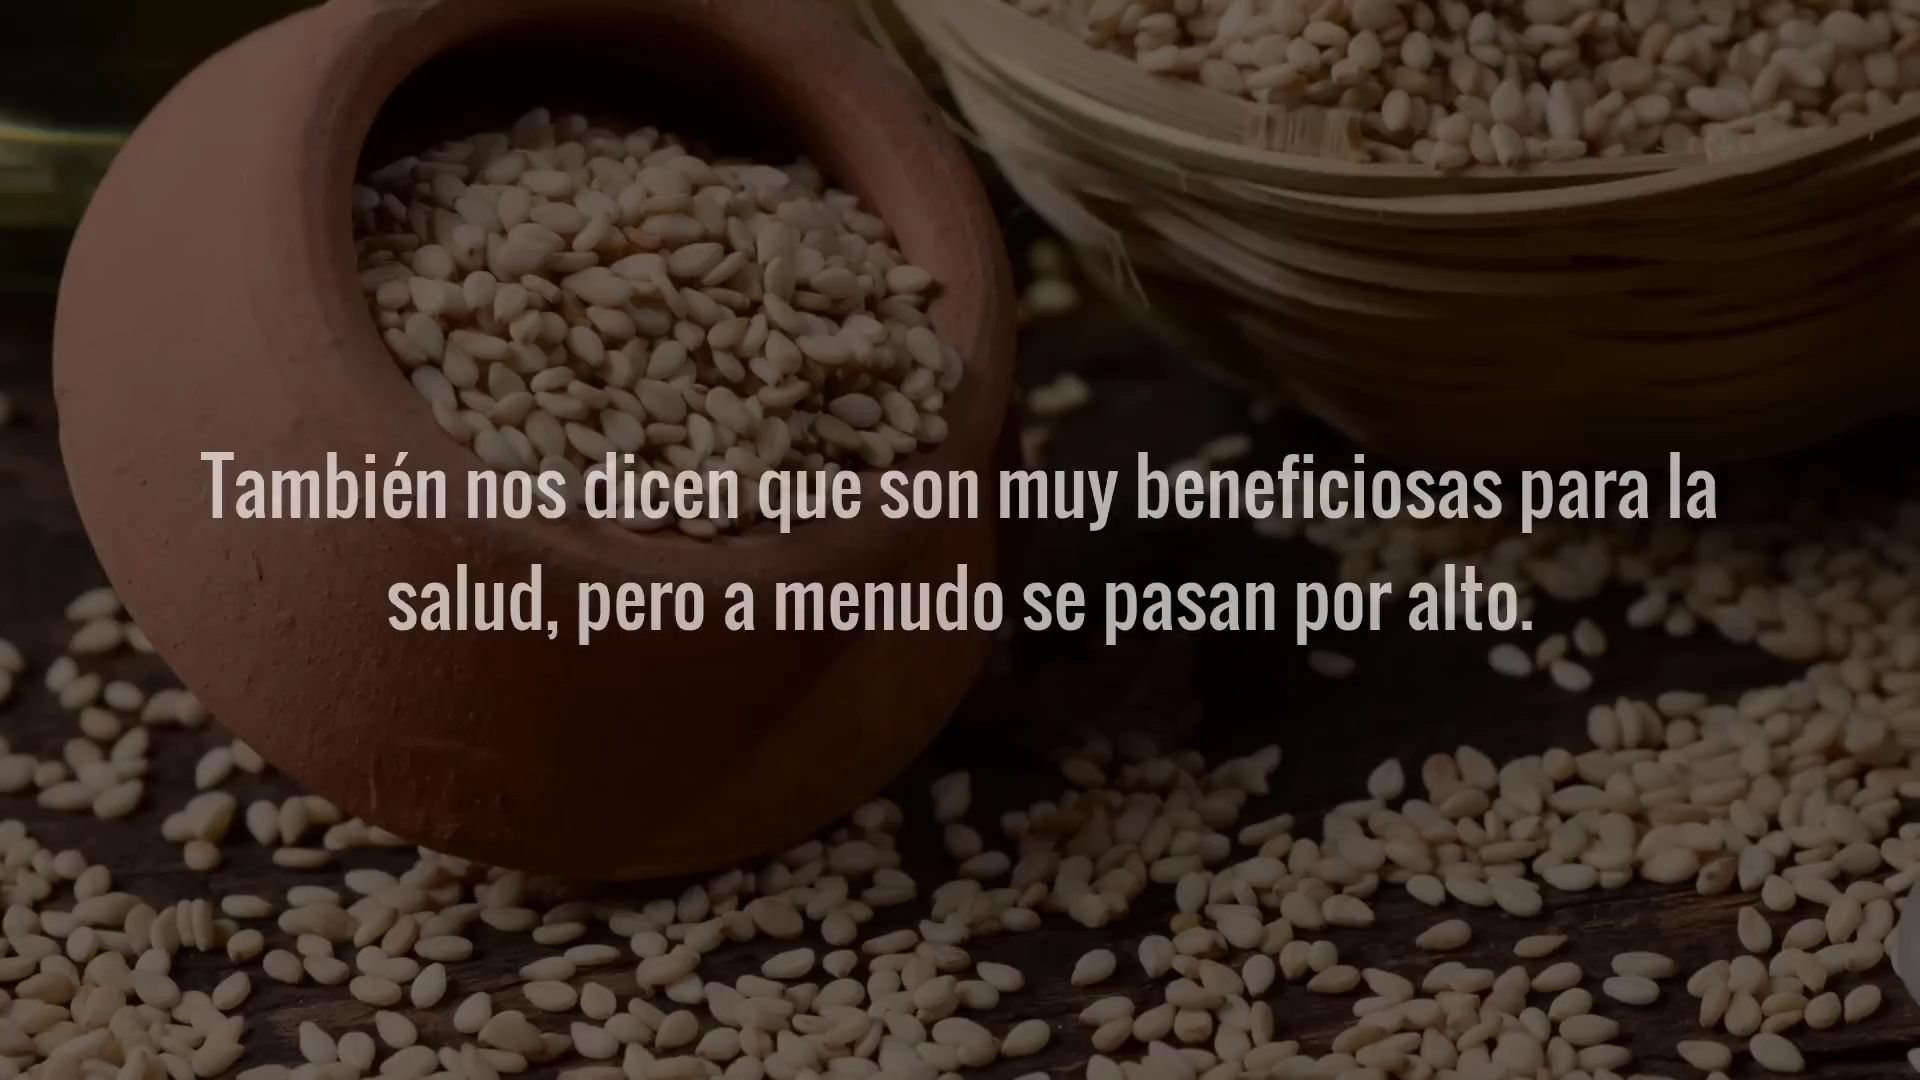 También nos dicen que son muy beneficiosas para la
salud, pero a menudo se pasan por alto.